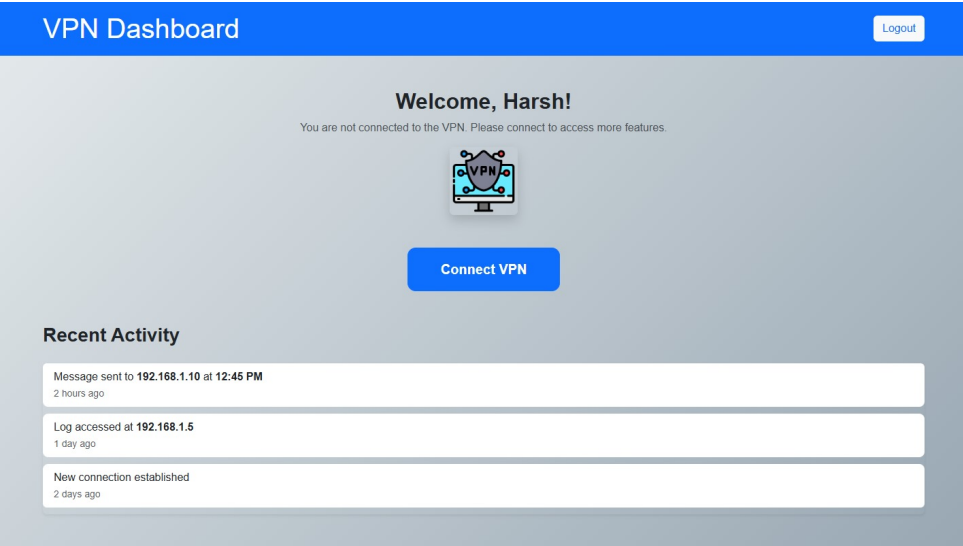 VPN Dashboard
Logout
Welcome, Harsh!
You are not connected to the VPN. Please connect to access more features.
VPN
Connect VPN
Recent Activity
Message sent to 192.168.1.10 at 12:45 PM
2 hours ago
Log accessed at 192.168.1.5
1 day ago
New connection established
2 days ago